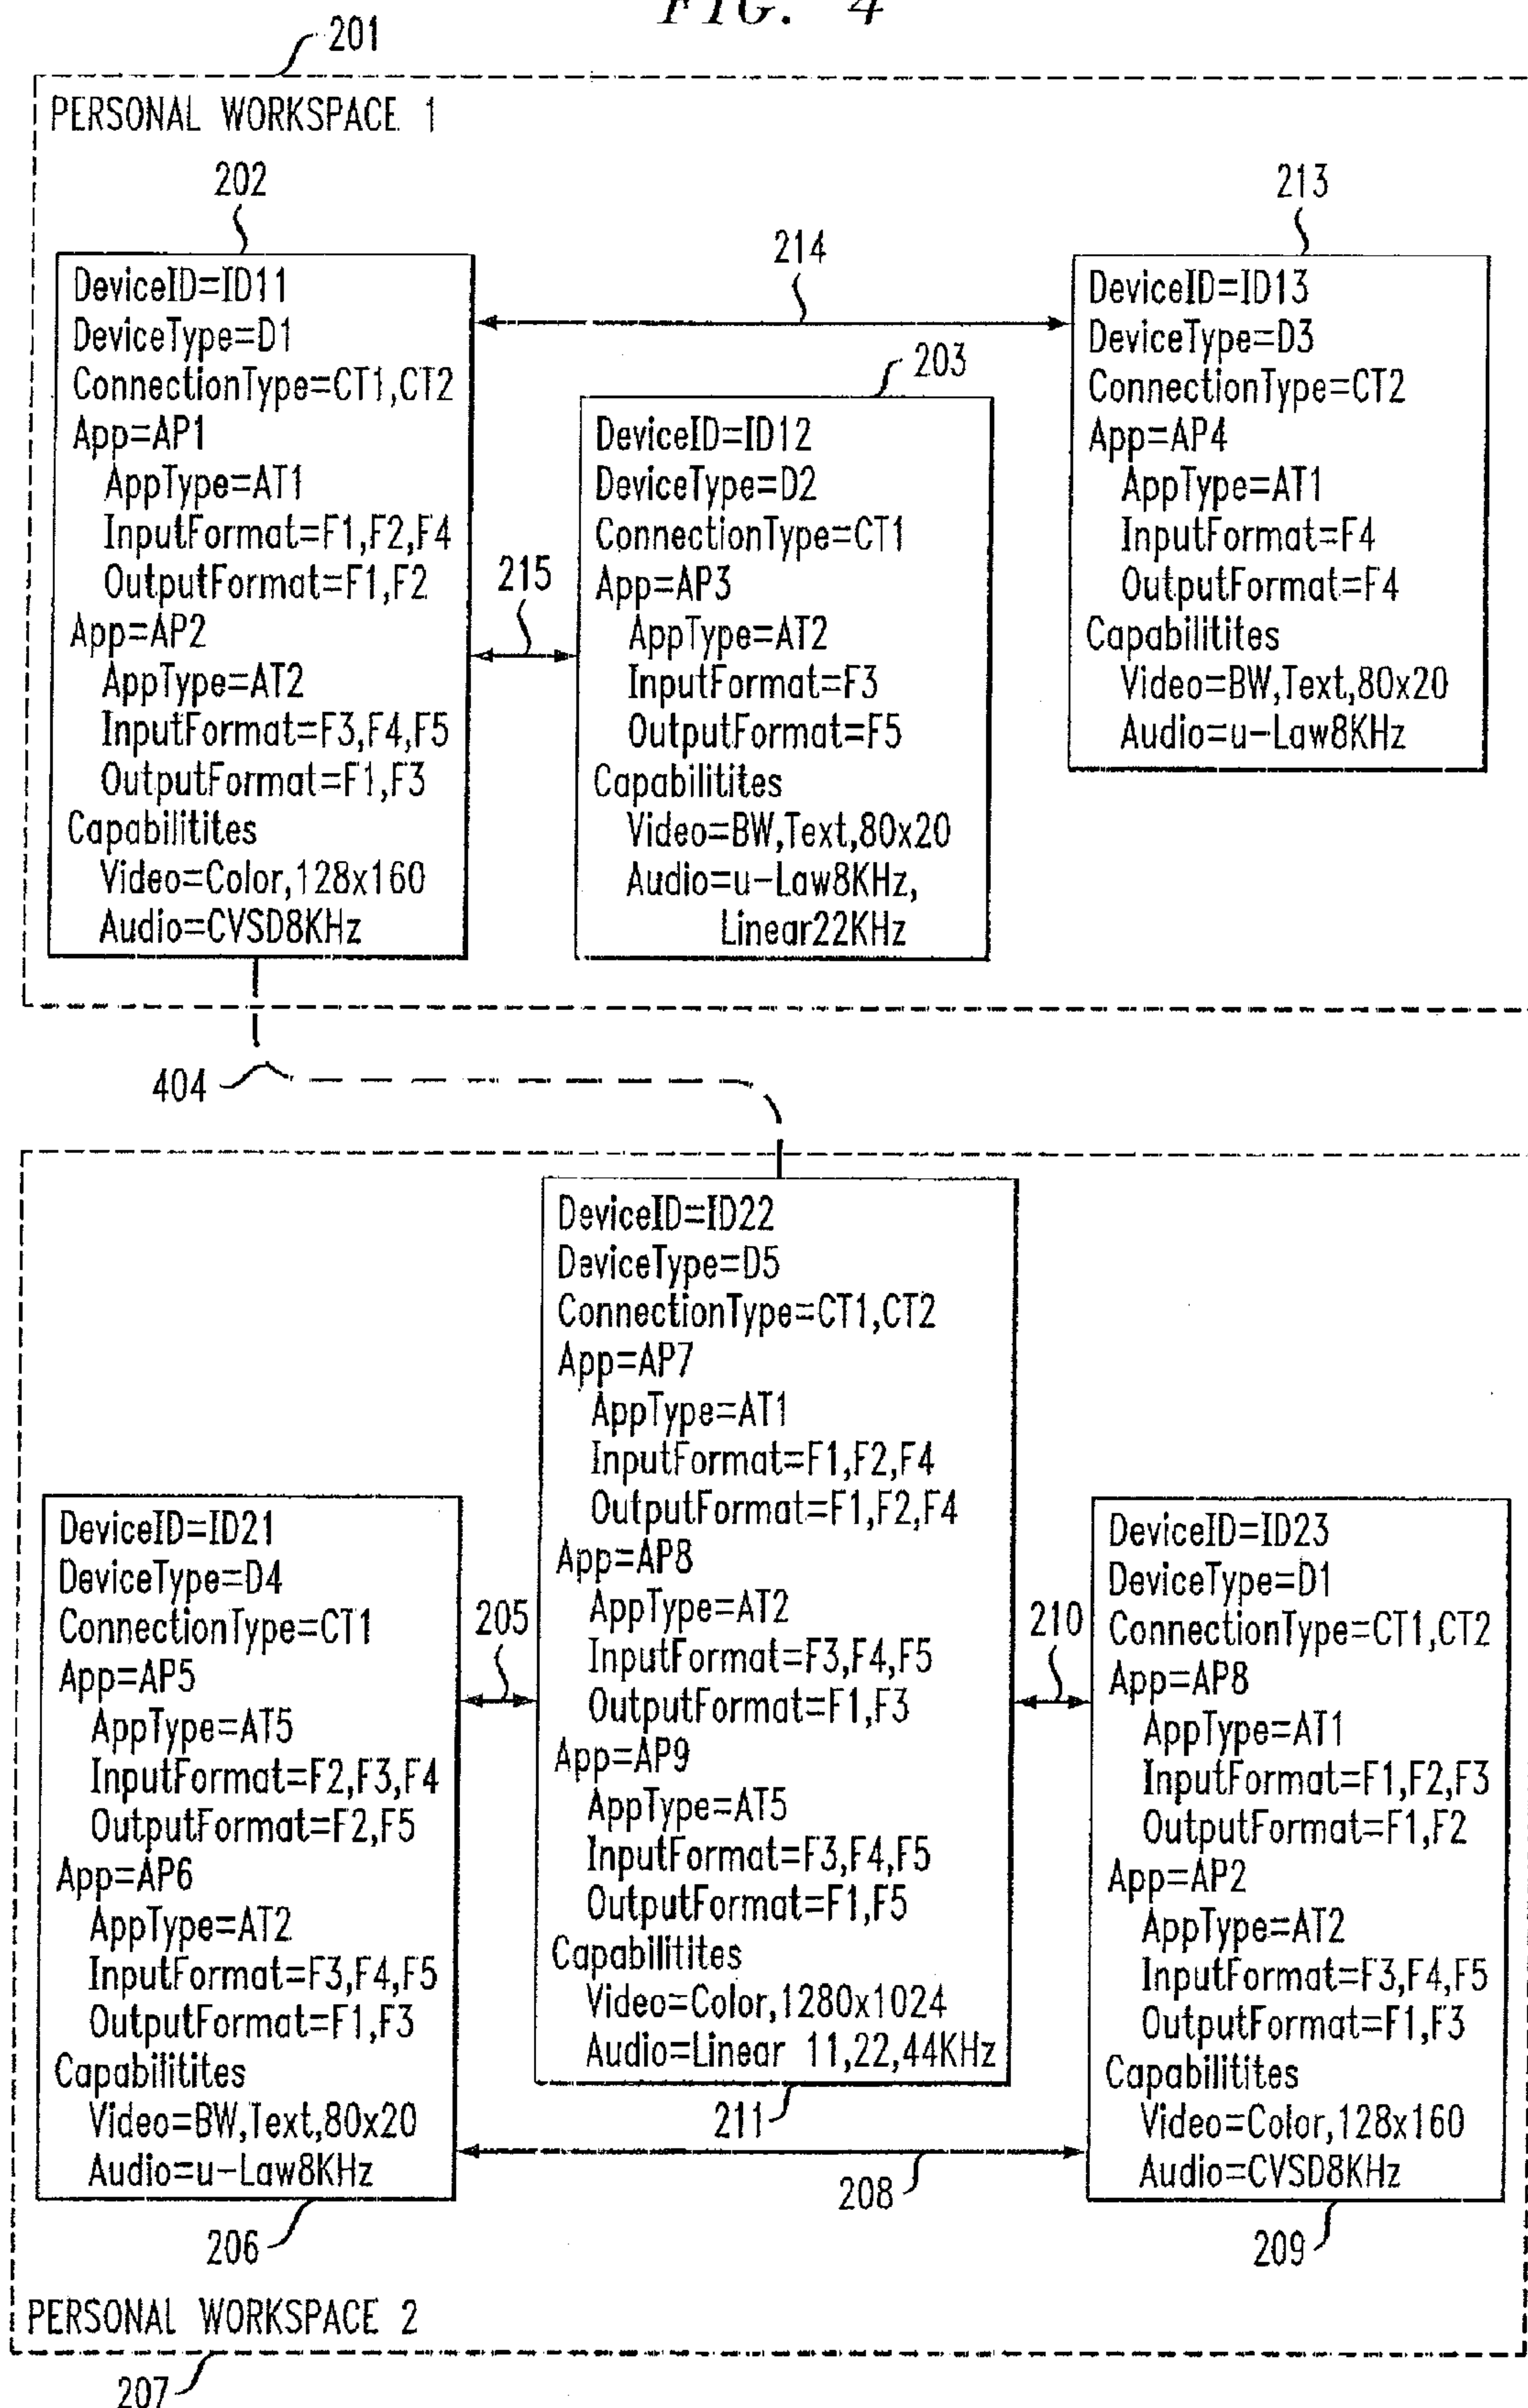 FIG. 4
201
PERSONAL WORKSPACE 1
202
DeviceID=ID11
DeviceType=D1
ConnectionType=CT1,CT2
App=AP1
AppType=AT1
InputFormat=F1,F2,F4
OutputFormat=F1,F2
App=AP2
AppType=AT2
InputFormat=F3,F4,F5
OutputFormat=F1,F3
Capabilitites
Video=Color,128x160
Audio=CVSD8KHz
214
215
203
DeviceID=ID12
DeviceType=D2
ConnectionType=CT1
App=AP3
AppType=AT2
InputFormat=F3
OutputFormat=F5
Capabilitites
Video=BW,Text,80x20
Audio=u-Law8KHz,
Linear22KHz
213
DeviceID=ID13
DeviceType=D3
ConnectionType=CT2
App=AP4
AppType=AT1
InputFormat=F4
OutputFormat=F4
Capabilitites
Video=BW,Text,80x20
Audio=u-Law8KHz
404
DeviceID=ID21
DeviceType=D4
ConnectionType=CT1
App=AP5
AppType=AT5
InputFormat=F2,F3,F4
OutputFormat=F2,F5
App=AP6
AppType=AT2
InputFormat=F3,F4,F5
OutputFormat=F1,F3
Capabilitites
Video=BW,Text,80x20
Audio=u-Law8KHz
206
205
DeviceID=ID22
DeviceType=D5
ConnectionType=CT1,CT2
App=AP7
AppType=AT1
InputFormat=F1,F2,F4
OutputFormat=F1,F2,F4
App=AP8
AppType=AT2
InputFormat=F3,F4,F5
OutputFormat=F1,F3
App=AP9
AppType=AT5
InputFormat=F3,F4,F5
OutputFormat=F1,F5
Capabilitites
Video=Color,1280x1024
Audio=Linear 11,22,44KHz
211
210
208
DeviceID=ID23
DeviceType=D1
ConnectionType=CT1,CT2
App=AP8
AppType=AT1
InputFormat=F1,F2,F3
OutputFormat=F1,F2
App=AP2
AppType=AT2
InputFormat=F3,F4,F5
OutputFormat=F1,F3
Capabilitites
Video=Color,128x160
Audio=CVSD8KHz
209
PERSONAL WORKSPACE 2
207